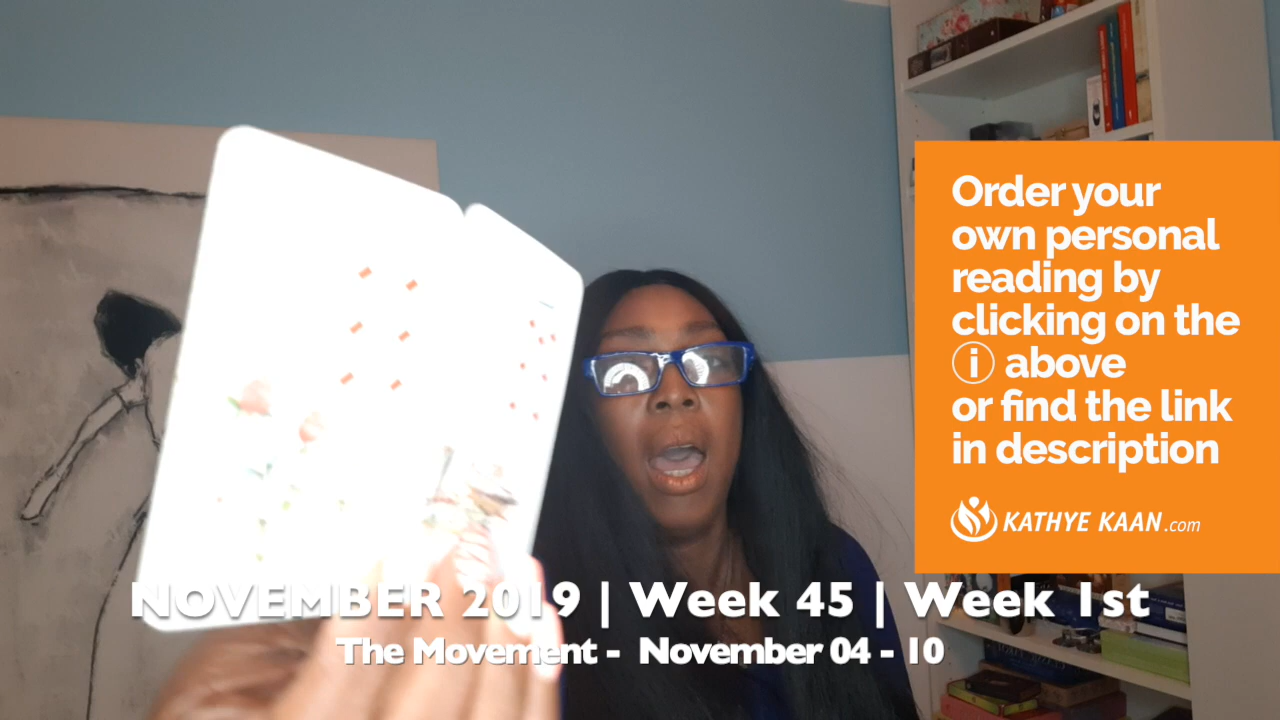 Order your
own personal
reading by
clicking on the
i above
or find the link
in description
KATHYE KAAN.com
NOVEMBER 2019 | Week 45 | Week 1st
The Movement - November 04 - 10